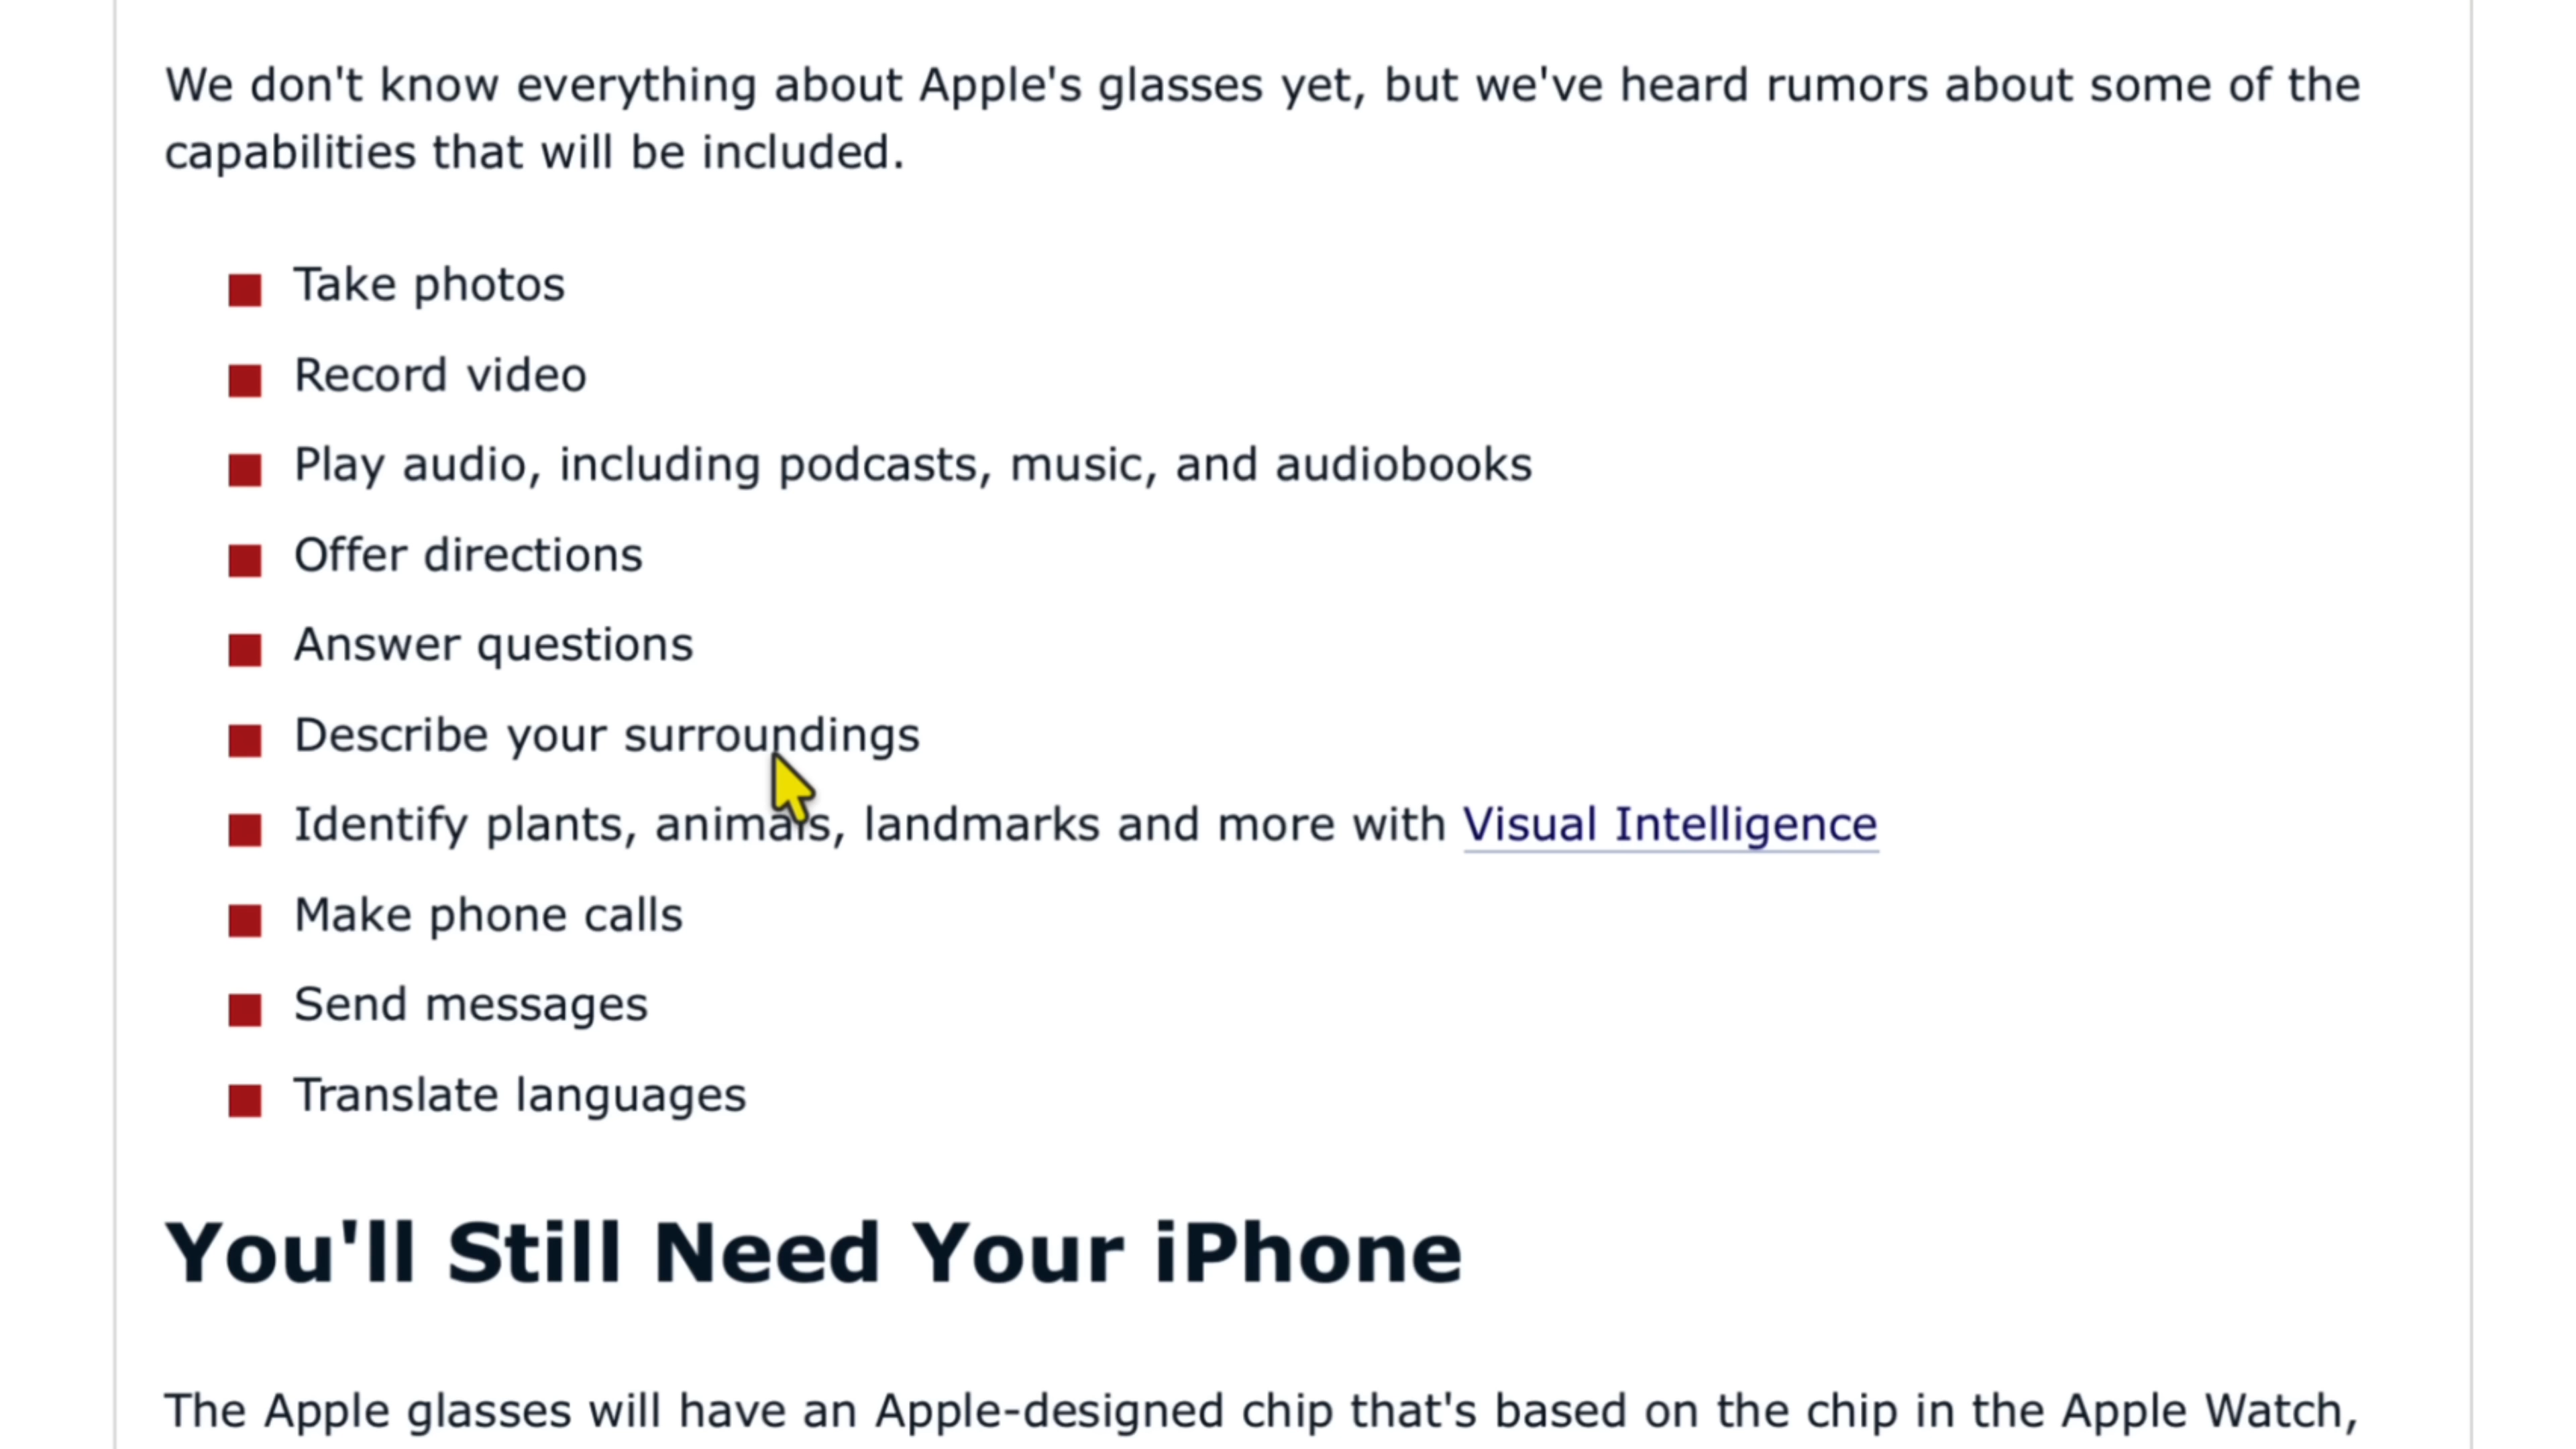 We don't know everything about Apple's glasses yet, but we've heard rumors about some of the
capabilities that will be included.
Take photos
Record video
Play audio, including podcasts, music, and audiobooks
Offer directions
Answer questions
Describe your surroundings
Identify plants, animals, landmarks and more with Visual Intelligence
Make phone calls
Send messages
Translate languages
You'll Still Need Your iPhone
The Apple glasses will have an Apple-designed chip that's based on the chip in the Apple Watch,